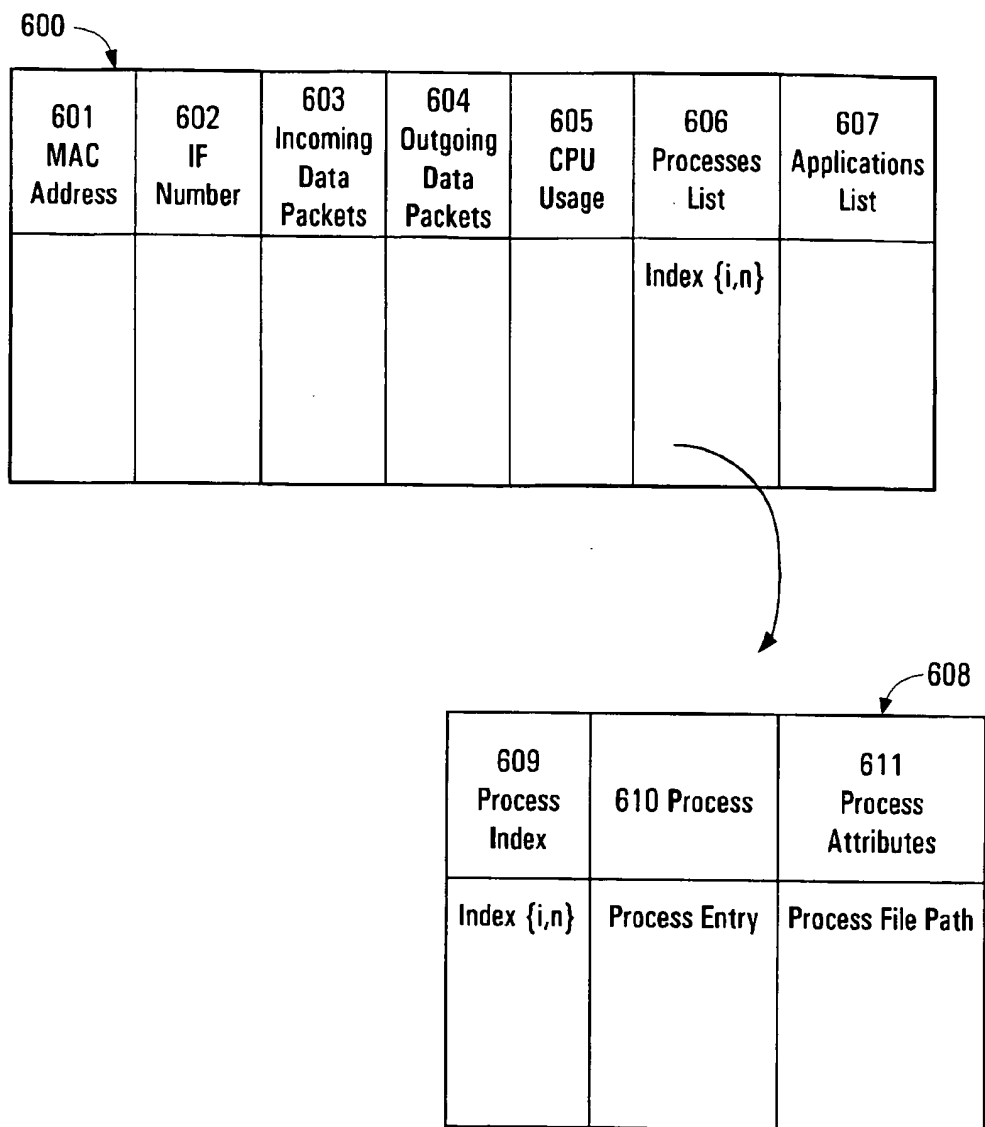 600
601
MAC
Address
602
IF
Number
603
Incoming
Data
Packets
604
Outgoing
Data
Packets
605
CPU
Usage
606
Processes
List
607
Applications
List
Index {i,n}
608
609
Process
Index
610 Process
611
Process
Attributes
Index {i,n}
Process Entry
Process File Path